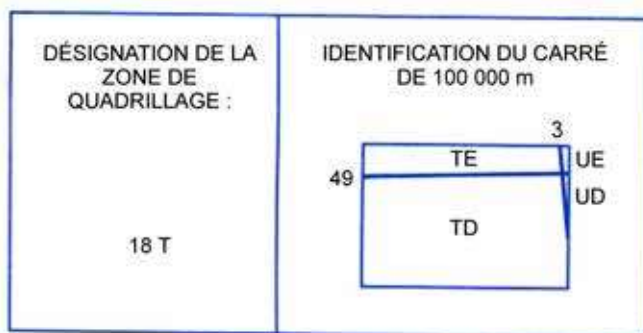 DÉSIGNATION DE LA
ZONE DE
QUADRILLAGE :
18 T
IDENTIFICATION DU CARRÉ
DE 100 000 m
3
TE
UE
49
UD
TD